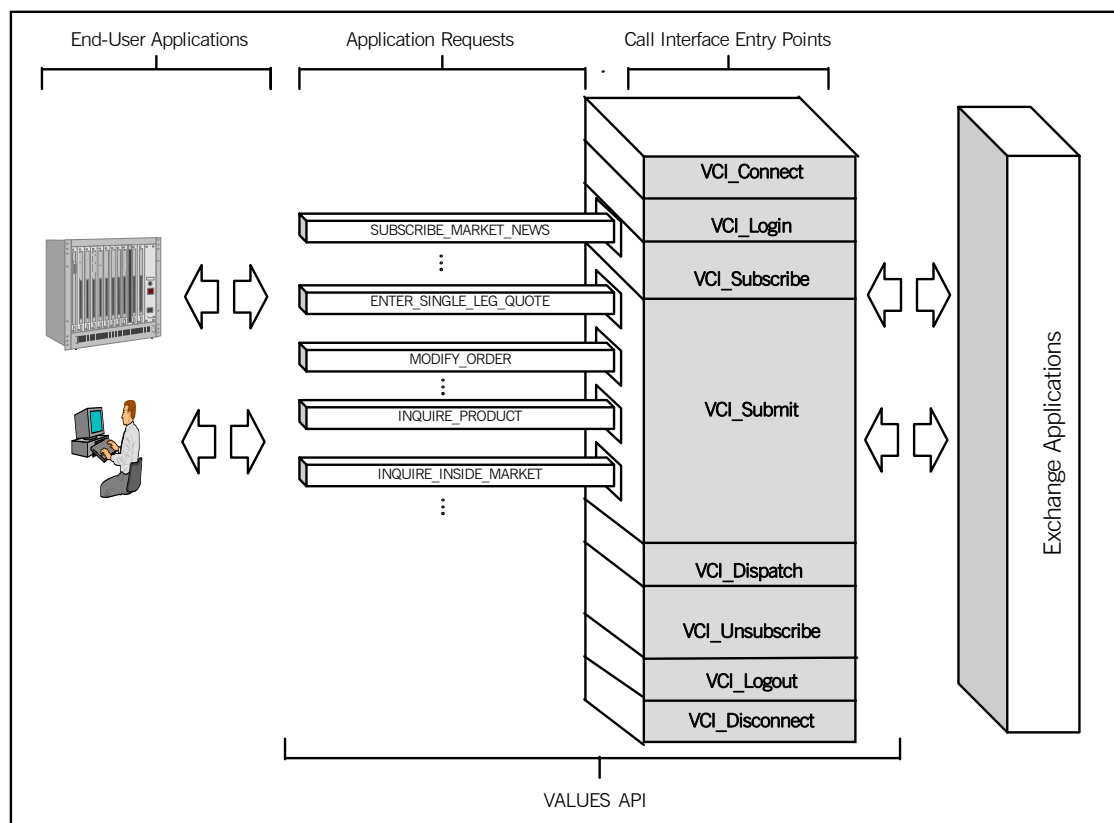 End-User Applications
Application Requests
Call Interface Entry Points
VCI_Connect
SUBSCRIBE_MARKET_NEWS
VCI_Login
VCI_Subscribe
ENTER_SINGLE_LEG_QUOTE
MODIFY_ORDER
INQUIRE_PRODUCT
VCI_Submit
INQUIRE_INSIDE_MARKET
Exchange Applications
VCI_Dispatch
VCI_Unsubscribe
VCI_Logout
VCI_Disconnect
VALUES API